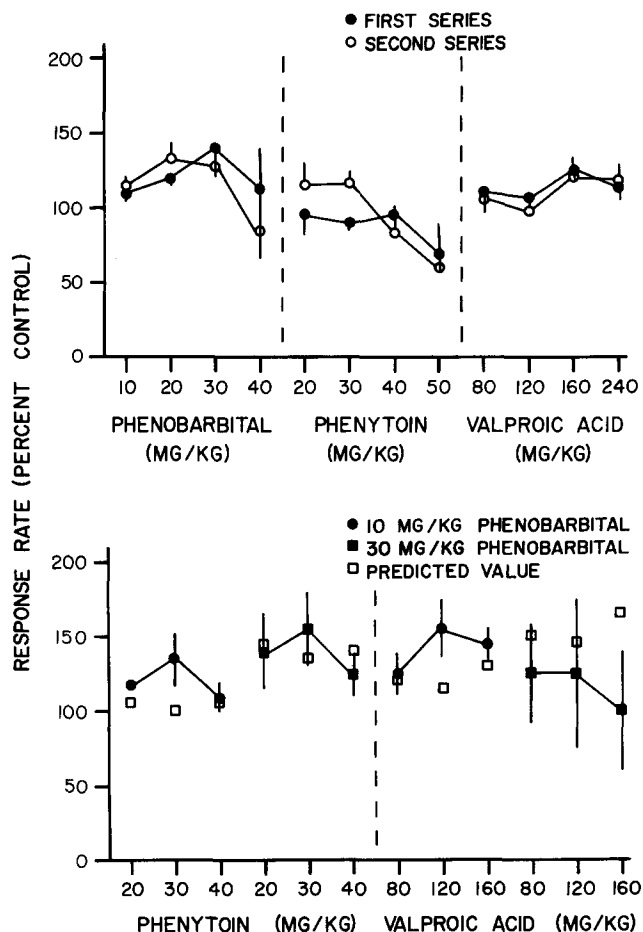 ● FIRST SERIES
○ SECOND SERIES
200
150
100
50
0
10 20 30 40 20 30 40 50 80 120 160 240
PHENOBARBITAL PHENYTOIN VALPROIC ACID
(MG/KG) (MG/KG) (MG/KG)
RESPONSE RATE (PERCENT CONTROL)
● 10 MG/KG PHENOBARBITAL
■ 30 MG/KG PHENOBARBITAL
□ PREDICTED VALUE
200
150
100
50
0
20 30 40 20 30 40 80 120 160 80 120 160
PHENYTOIN (MG/KG) VALPROIC ACID (MG/KG)